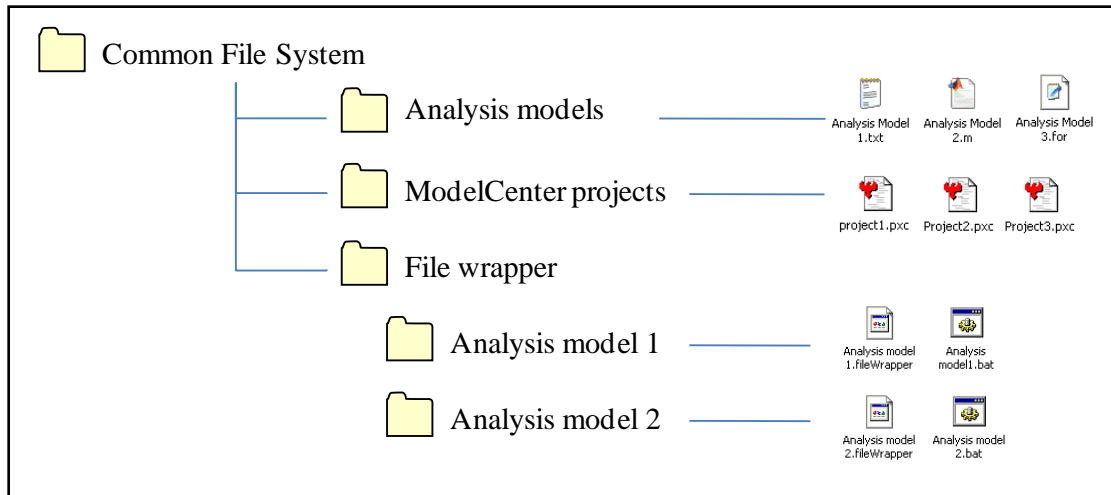 Common File System
Analysis models
Analysis Model
1.txt
Analysis Model
2.m
Analysis Model
3.for
ModelCenter projects
project1.pxc
Project2.pxc
Project3.pxc
File wrapper
Analysis model 1
Analysis model
1.fileWrapper
Analysis
model1.bat
Analysis model 2
Analysis model
2.fileWrapper
Analysis model
2.bat